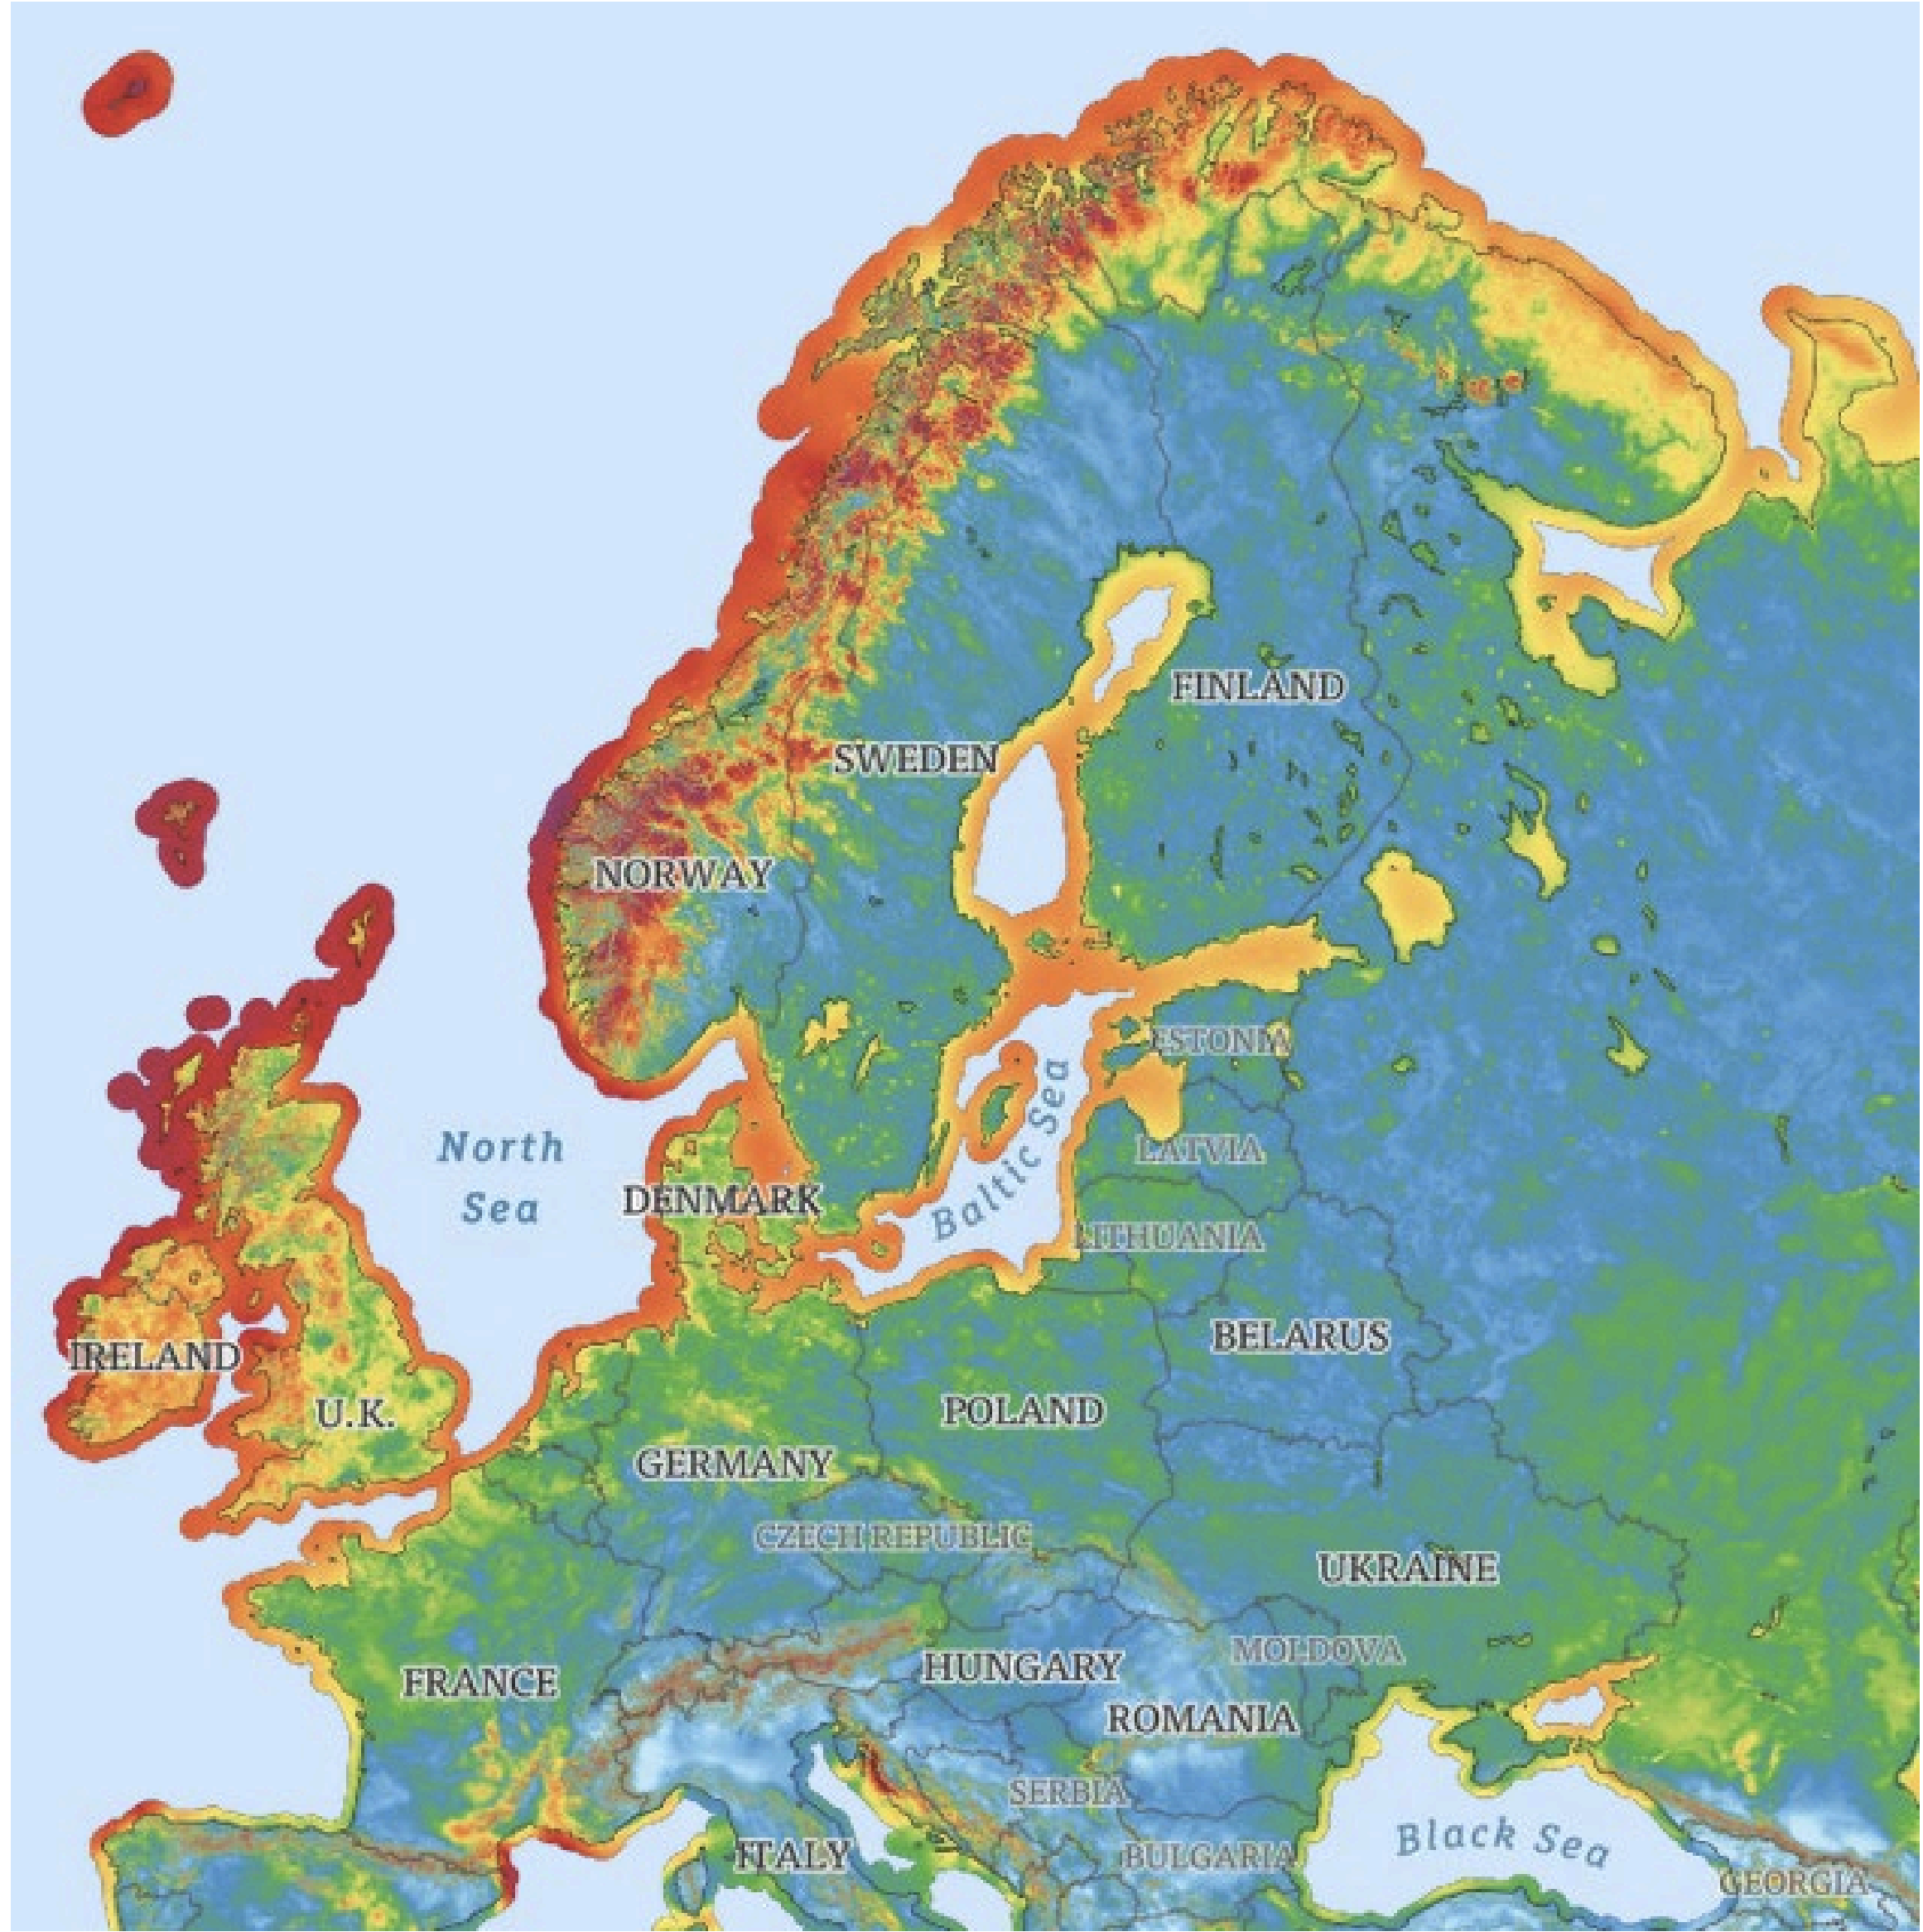 FINLAND
SWEDEN
NORWAY
ESTONIA
North
Sea
Baltic Sea
LATVIA
DENMARK
LITHUANIA
BELARUS
IRELAND
U.K.
POLAND
GERMANY
CZECH REPUBLIC
UKRAINE
MOLDOVA
HUNGARY
FRANCE
ROMANIA
SERBIA
Black Sea
ITALY
BULGARIA
GEORGIA